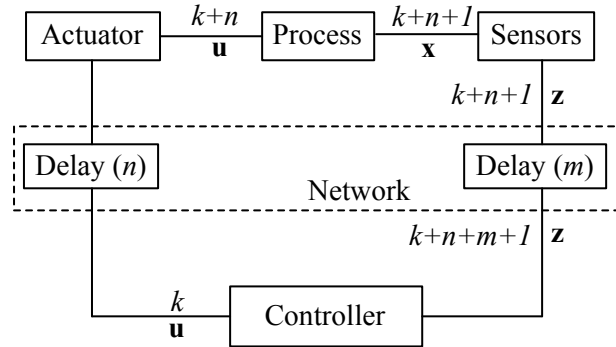 k+n
k+n+1
Actuator
Process
Sensors
u
x
k+n+1
z
Delay (n)
Delay (m)
Network
k+n+m+1
z
k
u
Controller